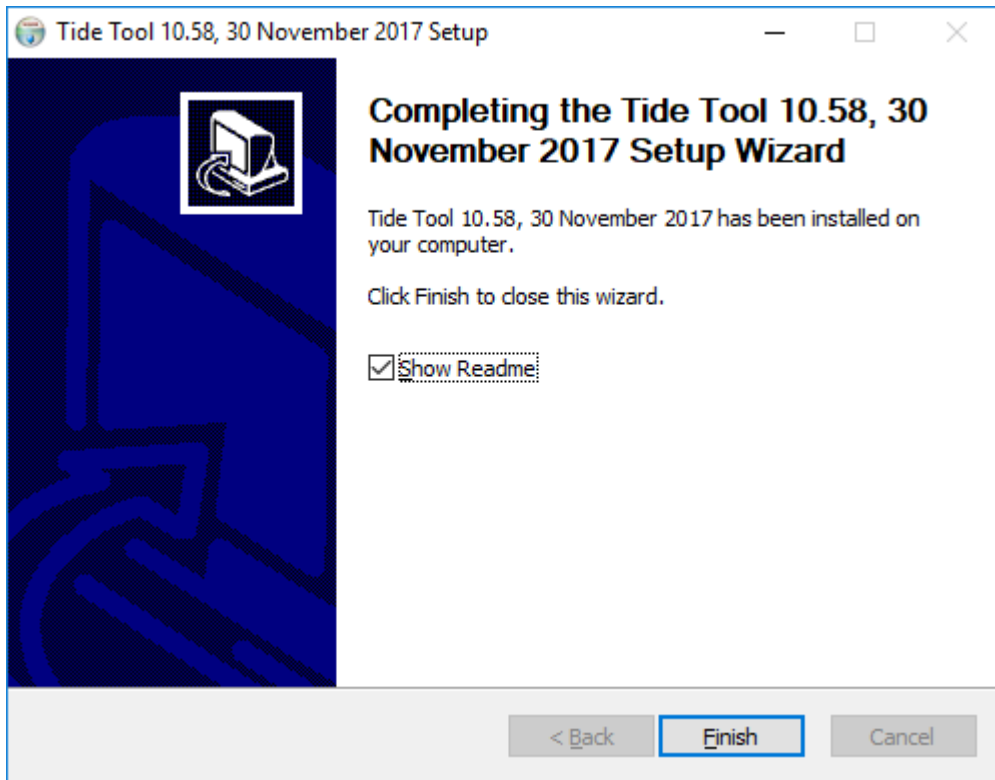 Tide Tool 10.58, 30 November 2017 Setup
Completing the Tide Tool 10.58, 30
November 2017 Setup Wizard
Tide Tool 10.58, 30 November 2017 has been installed on
your computer.
Click Finish to close this wizard.
Show Readme
< Back
Finish
Cancel